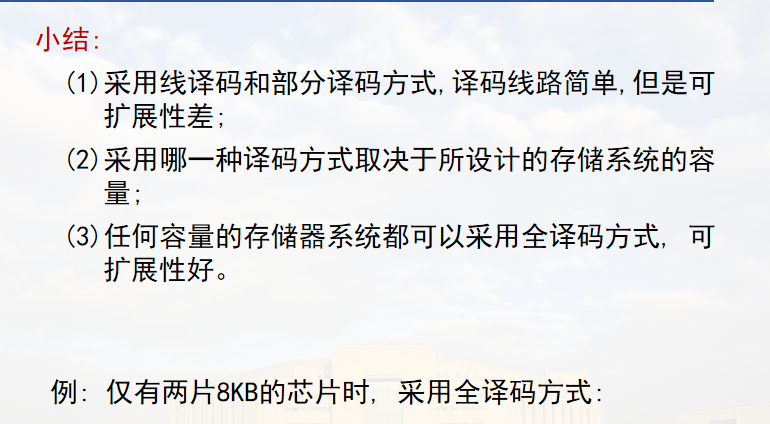 小结:
(1)采用线译码和部分译码方式,译码线路简单,但是可
扩展性差;
(2)采用哪一种译码方式取决于所设计的存储系统的容
量;
(3)任何容量的存储器系统都可以采用全译码方式, 可
扩展性好。
例: 仅有两片8KB的芯片时, 采用全译码方式: